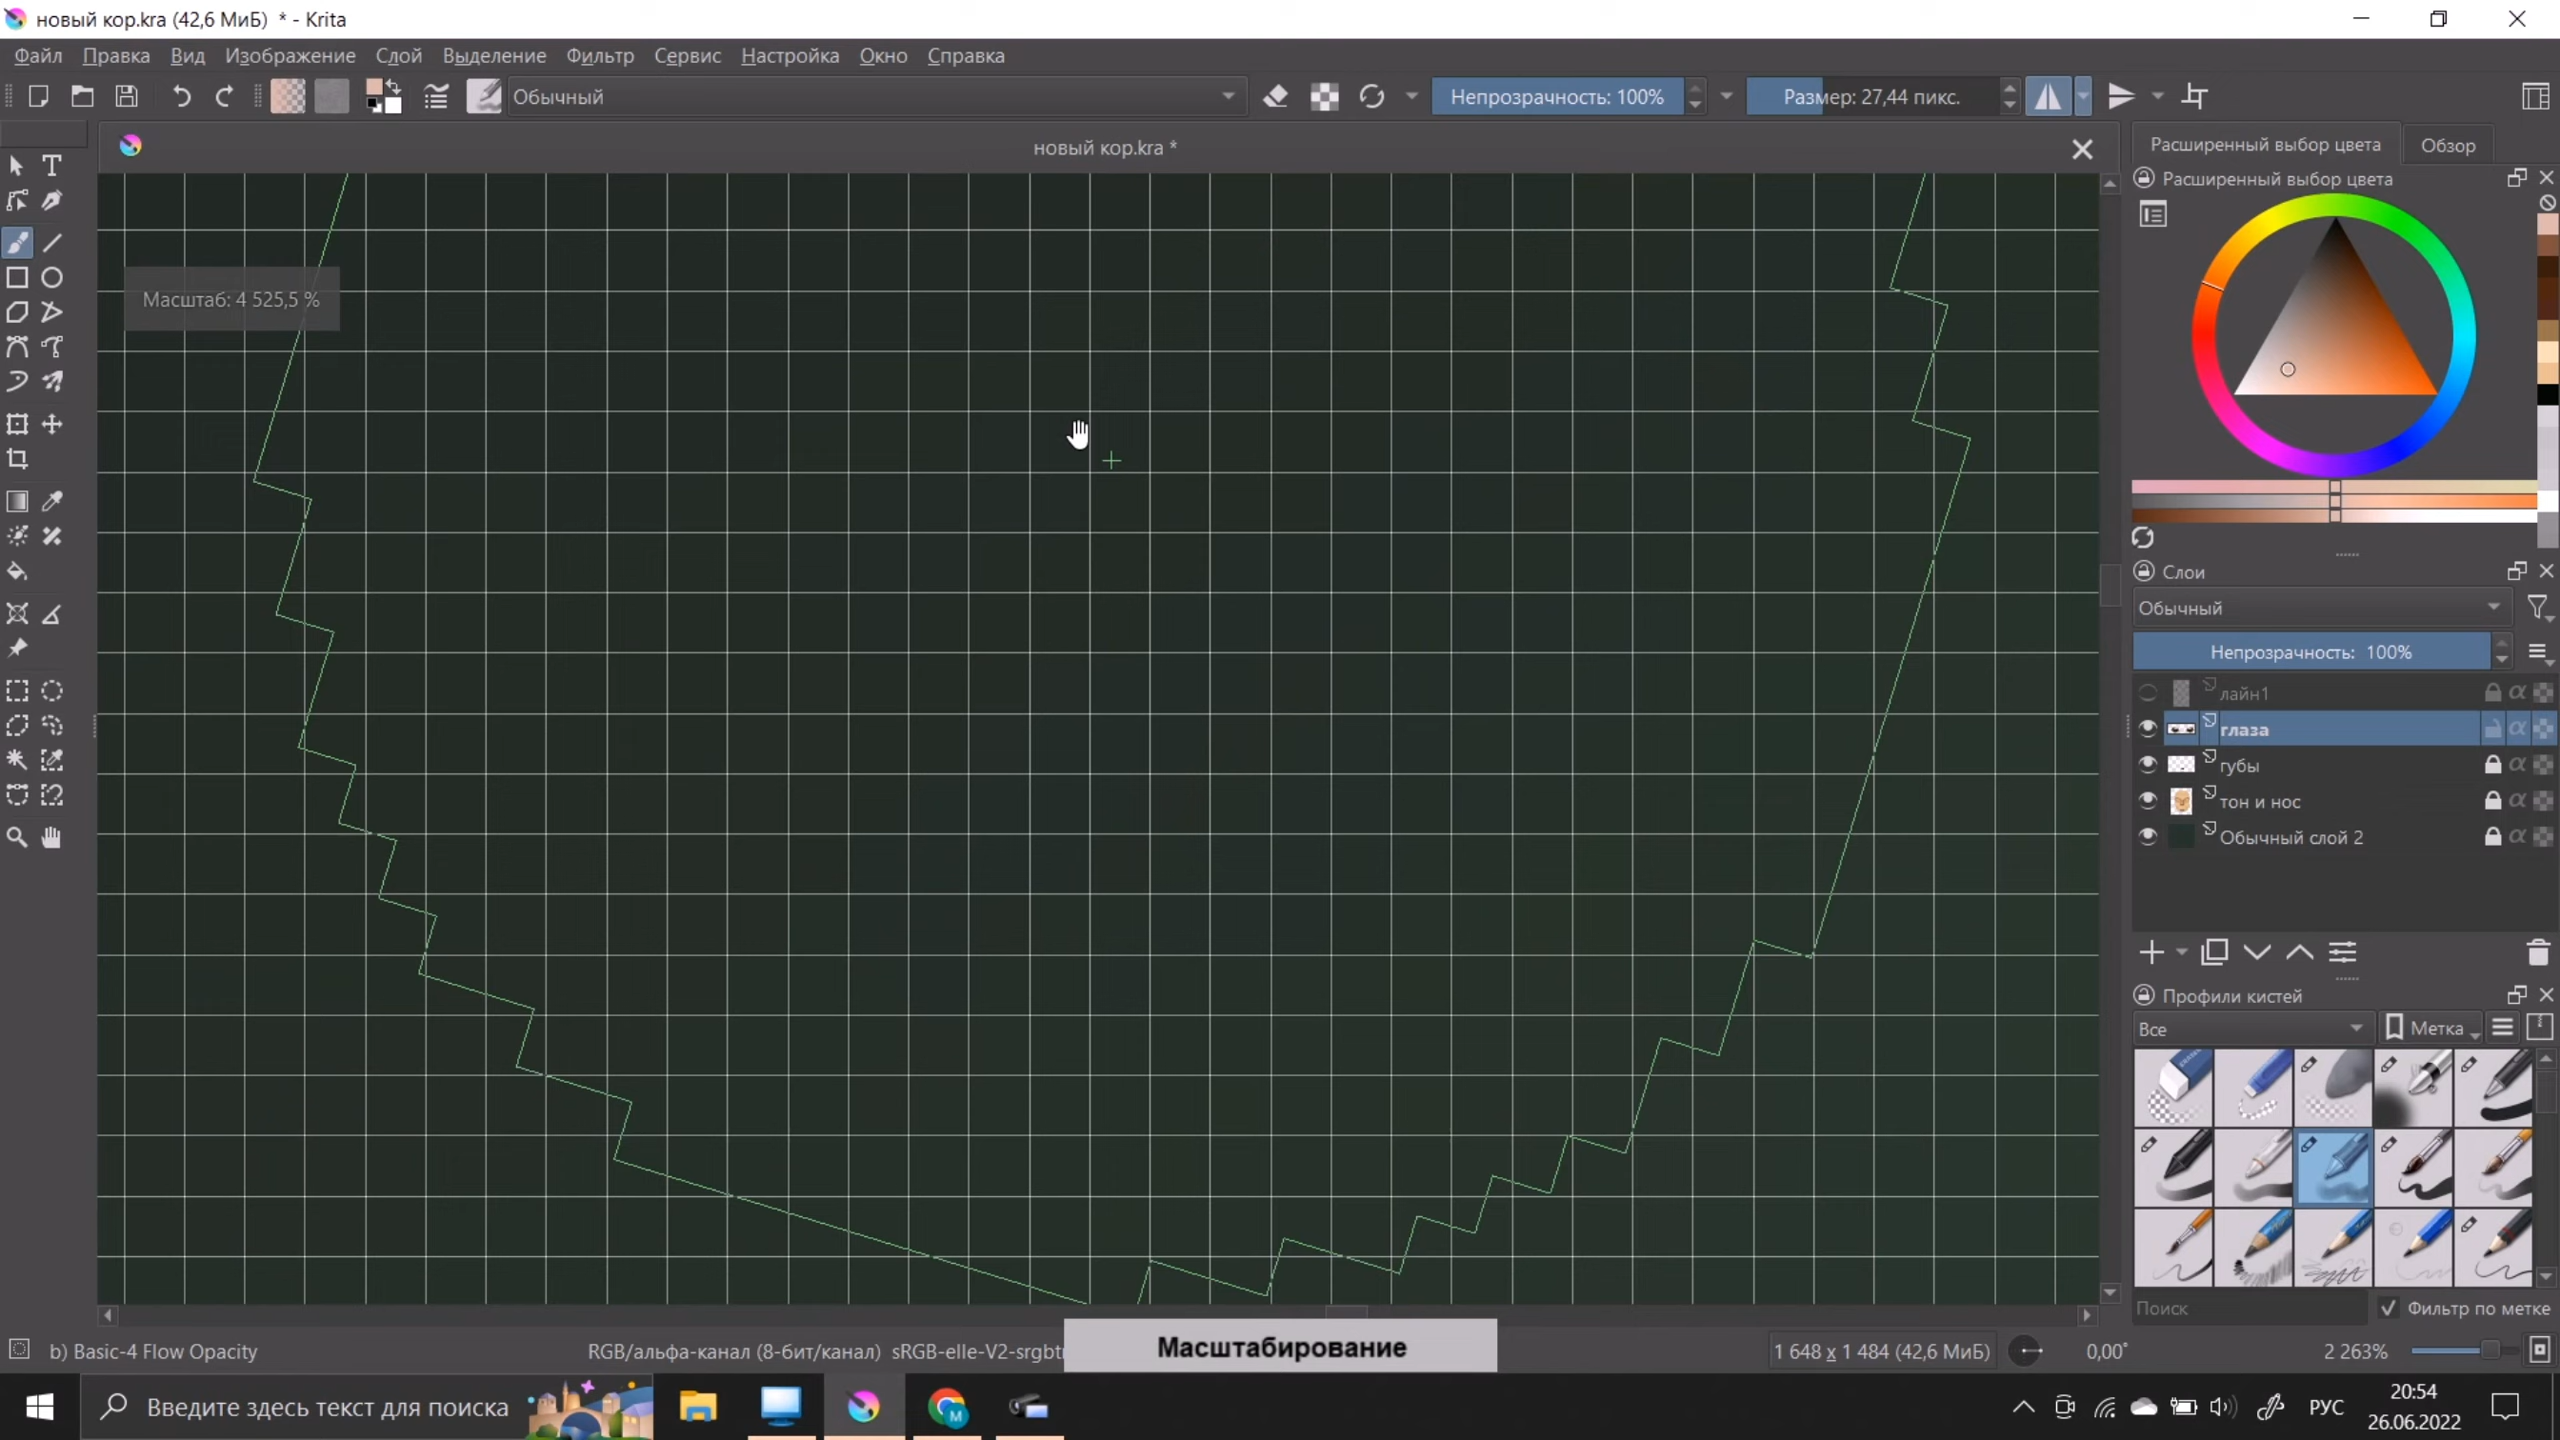 новый кор.kra (42,6 МиБ) * - Krita
Файл Правка Вид Изображение Слой Выделение Фильтр Сервис Настройка Окно Справка
Обычный
Непрозрачность: 100%
Размер: 27,44 пикс.
новый кор.kra *
Расширенный выбор цвета
Обзор
Расширенный выбор цвета
Масштаб: 4 525,5 %
Слои
Обычный
Непрозрачность: 100%
лайн1
глаза
губы
тон и нос
Обычный слой 2
Профили кистей
Все
Метка
Поиск
Фильтр по метке
b) Basic-4 Flow Opacity
RGB/альфа-канал (8-бит/канал) sRGB-elle-V2-srgbt
Масштабирование
1 648 x 1 484 (42,6 МиБ)
0,00°
2 263%
Введите здесь текст для поиска
M
РУС
20:54
26.06.2022